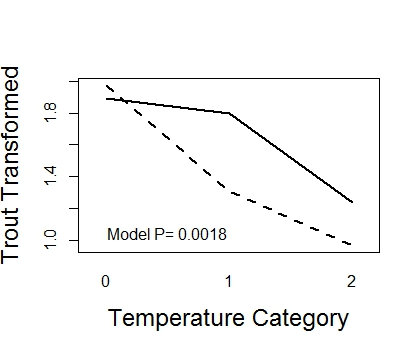 Trout Transformed
1.8
1.4
1.0
Model P= 0.0018
0 1 2
Temperature Category